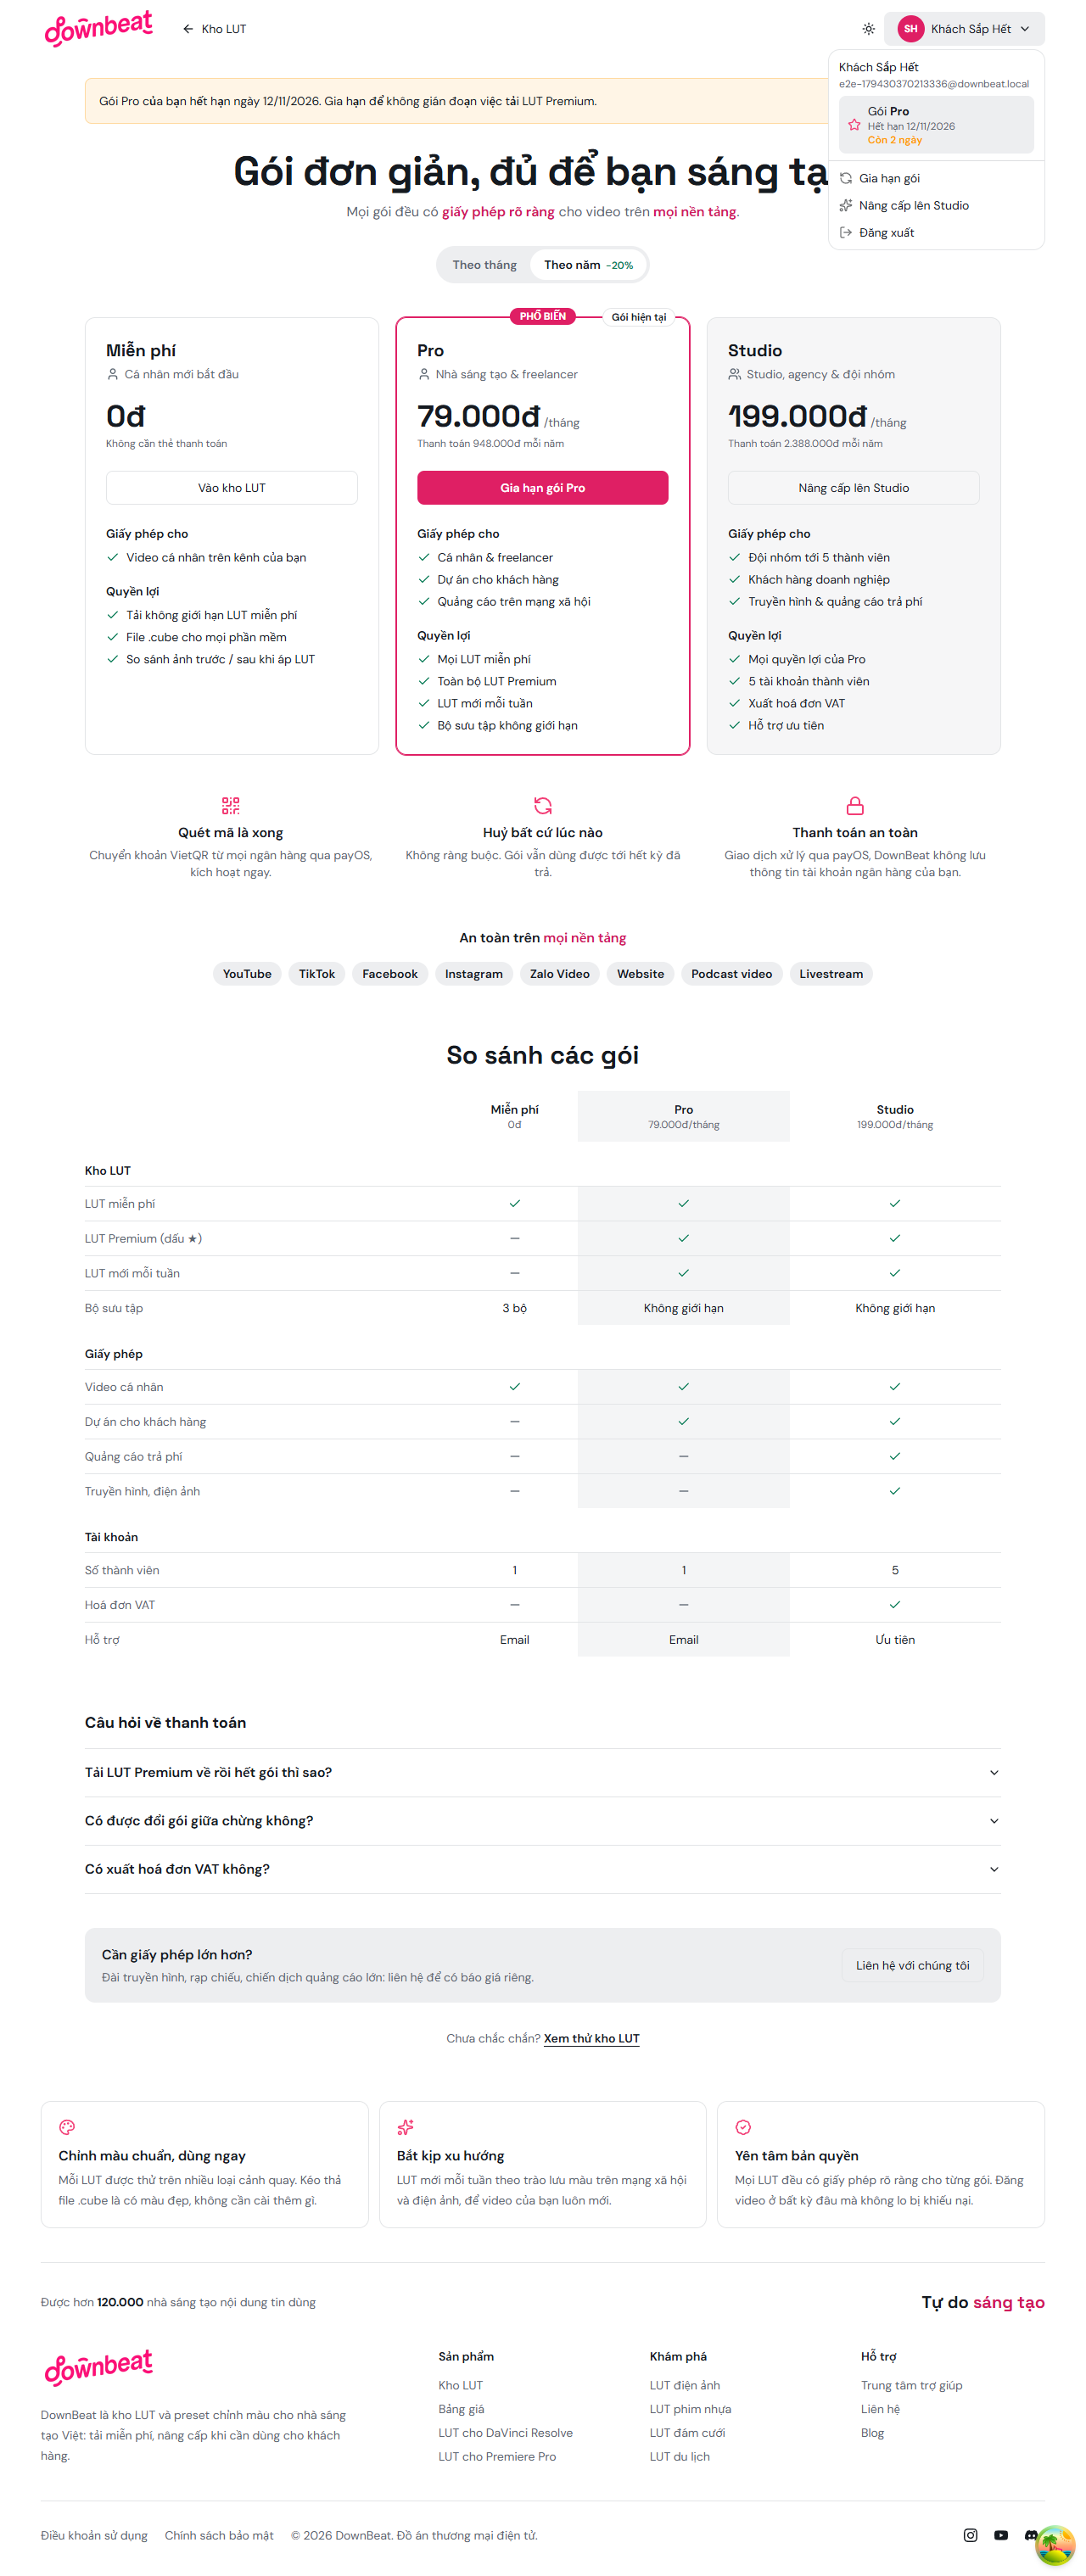 downbeat
Kho LUT
SH
Khách Sắp Hết
Khách Sắp Hết
e2e-179430370213336@downbeat.local
Gói Pro
Hết hạn 12/11/2026
Còn 2 ngày
Gia hạn gói
Nâng cấp lên Studio
Đăng xuất
Gói Pro của bạn hết hạn ngày 12/11/2026. Gia hạn để không gián đoạn việc tải LUT Premium.
Gói đơn giản, đủ để bạn sáng tạ
Mọi gói đều có giấy phép rõ ràng cho video trên mọi nền tảng.
Theo tháng
Theo năm -20%
Miễn phí
Cá nhân mới bắt đầu
0đ
Không cần thẻ thanh toán
Vào kho LUT
Giấy phép cho
Video cá nhân trên kênh của bạn
Quyền lợi
Tải không giới hạn LUT miễn phí
File .cube cho mọi phần mềm
So sánh ảnh trước / sau khi áp LUT
PHỔ BIẾN
Gói hiện tại
Pro
Nhà sáng tạo & freelancer
79.000đ /tháng
Thanh toán 948.000đ mỗi năm
Gia hạn gói Pro
Giấy phép cho
Cá nhân & freelancer
Dự án cho khách hàng
Quảng cáo trên mạng xã hội
Quyền lợi
Mọi LUT miễn phí
Toàn bộ LUT Premium
LUT mới mỗi tuần
Bộ sưu tập không giới hạn
Studio
Studio, agency & đội nhóm
199.000đ /tháng
Thanh toán 2.388.000đ mỗi năm
Nâng cấp lên Studio
Giấy phép cho
Đội nhóm tới 5 thành viên
Khách hàng doanh nghiệp
Truyền hình & quảng cáo trả phí
Quyền lợi
Mọi quyền lợi của Pro
5 tài khoản thành viên
Xuất hoá đơn VAT
Hỗ trợ ưu tiên
Quét mã là xong
Chuyển khoản VietQR từ mọi ngân hàng qua payOS,
kích hoạt ngay.
Huỷ bất cứ lúc nào
Không ràng buộc. Gói vẫn dùng được tới hết kỳ đã
trả.
Thanh toán an toàn
Giao dịch xử lý qua payOS, DownBeat không lưu
thông tin tài khoản ngân hàng của bạn.
An toàn trên mọi nền tảng
YouTube
TikTok
Facebook
Instagram
Zalo Video
Website
Podcast video
Livestream
So sánh các gói
Miễn phí Pro Studio
0đ 79.000đ/tháng 199.000đ/tháng
Kho LUT
LUT miễn phí
LUT Premium (dấu ★) —
LUT mới mỗi tuần —
Bộ sưu tập 3 bộ Không giới hạn Không giới hạn
Giấy phép
Video cá nhân
Dự án cho khách hàng —
Quảng cáo trả phí — —
Truyền hình, điện ảnh — —
Tài khoản
Số thành viên 1 1 5
Hoá đơn VAT — —
Hỗ trợ Email Email Ưu tiên
Câu hỏi về thanh toán
Tải LUT Premium về rồi hết gói thì sao?
Có được đổi gói giữa chừng không?
Có xuất hoá đơn VAT không?
Cần giấy phép lớn hơn?
Đài truyền hình, rạp chiếu, chiến dịch quảng cáo lớn: liên hệ để có báo giá riêng.
Liên hệ với chúng tôi
Chưa chắc chắn? Xem thử kho LUT
Chỉnh màu chuẩn, dùng ngay
Mỗi LUT được thử trên nhiều loại cảnh quay. Kéo thả
file .cube là có màu đẹp, không cần cài thêm gì.
Bắt kịp xu hướng
LUT mới mỗi tuần theo trào lưu màu trên mạng xã hội
và điện ảnh, để video của bạn luôn mới.
Yên tâm bản quyền
Mọi LUT đều có giấy phép rõ ràng cho từng gói. Đăng
video ở bất kỳ đâu mà không lo bị khiếu nại.
Được hơn 120.000 nhà sáng tạo nội dung tin dùng
Tự do sáng tạo
downbeat
DownBeat là kho LUT và preset chỉnh màu cho nhà sáng
tạo Việt: tải miễn phí, nâng cấp khi cần dùng cho khách
hàng.
Sản phẩm
Kho LUT
Bảng giá
LUT cho DaVinci Resolve
LUT cho Premiere Pro
Khám phá
LUT điện ảnh
LUT phim nhựa
LUT đám cưới
LUT du lịch
Hỗ trợ
Trung tâm trợ giúp
Liên hệ
Blog
Điều khoản sử dụng
Chính sách bảo mật
© 2026 DownBeat. Đồ án thương mại điện tử.